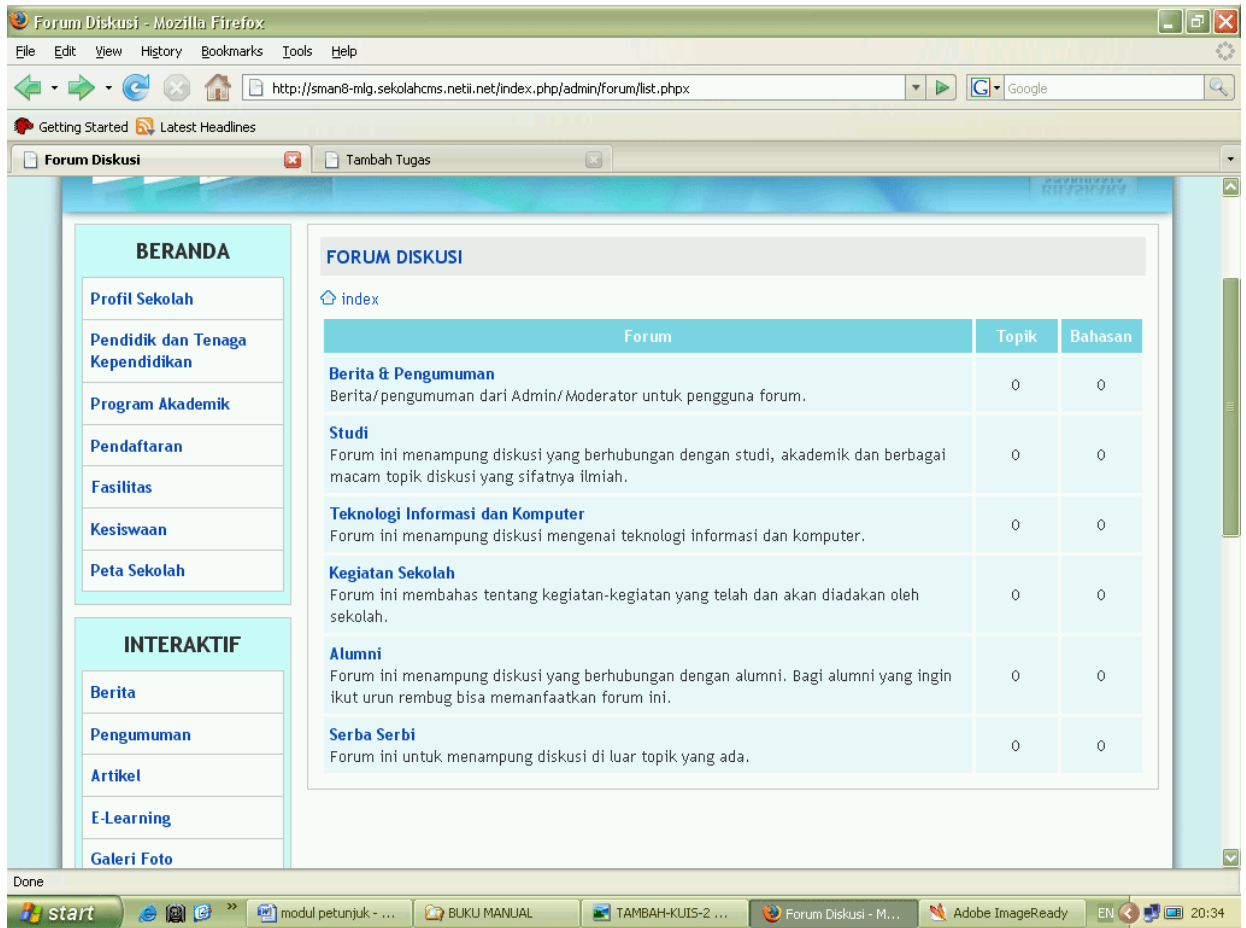 Forum Diskusi - Mozilla Firefox
File Edit View History Bookmarks Tools Help
http://sman8-mlg.sekolahcms.netii.net/index.php/admin/forum/list.phpx
G Google
Getting Started Latest Headlines
Forum Diskusi Tambah Tugas
BERANDA
Profil Sekolah
Pendidik dan Tenaga
Kependidikan
Program Akademik
Pendaftaran
Fasilitas
Kesiswaan
Peta Sekolah
INTERAKTIF
Berita
Pengumuman
Artikel
E-Learning
Galeri Foto
FORUM DISKUSI
index
Forum Topik Bahasan
Berita & Pengumuman
Berita/pengumuman dari Admin/Moderator untuk pengguna forum. 0 0
Studi
Forum ini menampung diskusi yang berhubungan dengan studi, akademik dan berbagai 0 0
macam topik diskusi yang sifatnya ilmiah.
Teknologi Informasi dan Komputer
Forum ini menampung diskusi mengenai teknologi informasi dan komputer. 0 0
Kegiatan Sekolah
Forum ini membahas tentang kegiatan-kegiatan yang telah dan akan diadakan oleh 0 0
sekolah.
Alumni
Forum ini menampung diskusi yang berhubungan dengan alumni. Bagi alumni yang ingin 0 0
ikut urun rembug bisa memanfaatkan forum ini.
Serba Serbi
Forum ini untuk menampung diskusi di luar topik yang ada. 0 0
Done
start modul petunjuk - ... BUKU MANUAL TAMBAH-KUIS-2 ... Forum Diskusi - M... Adobe ImageReady EN 20:34